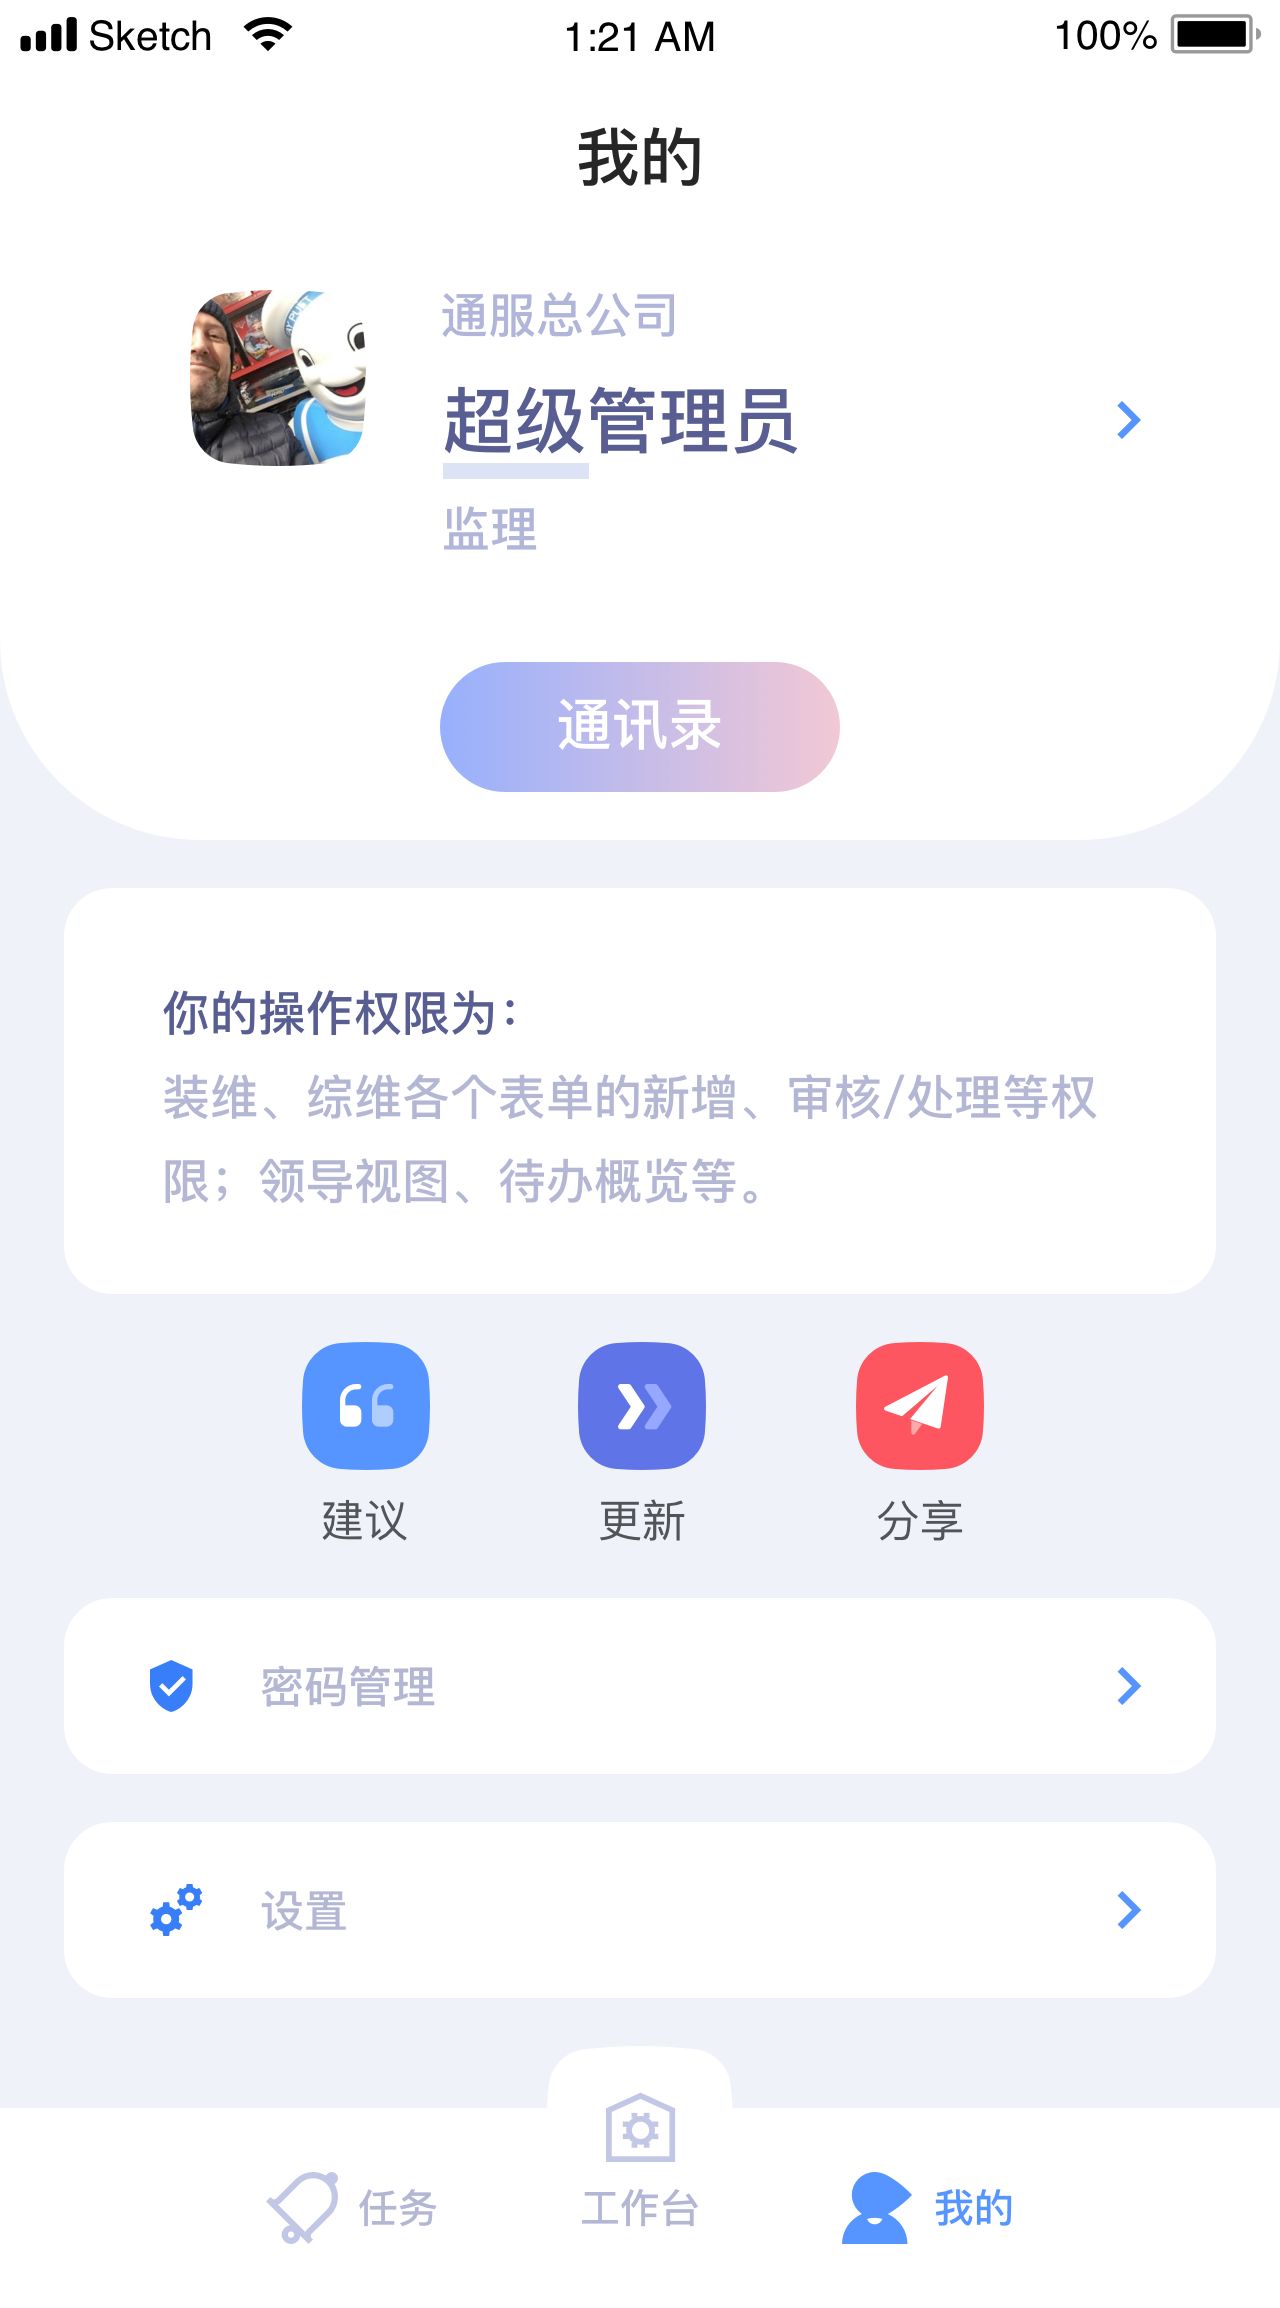 Sketch
1:21 AM
100%
我的
通服总公司
超级管理员
监理
通讯录
你的操作权限为：
装维、综维各个表单的新增、审核/处理等权
限；领导视图、待办概览等。
建议
更新
分享
密码管理
设置
任务
工作台
我的